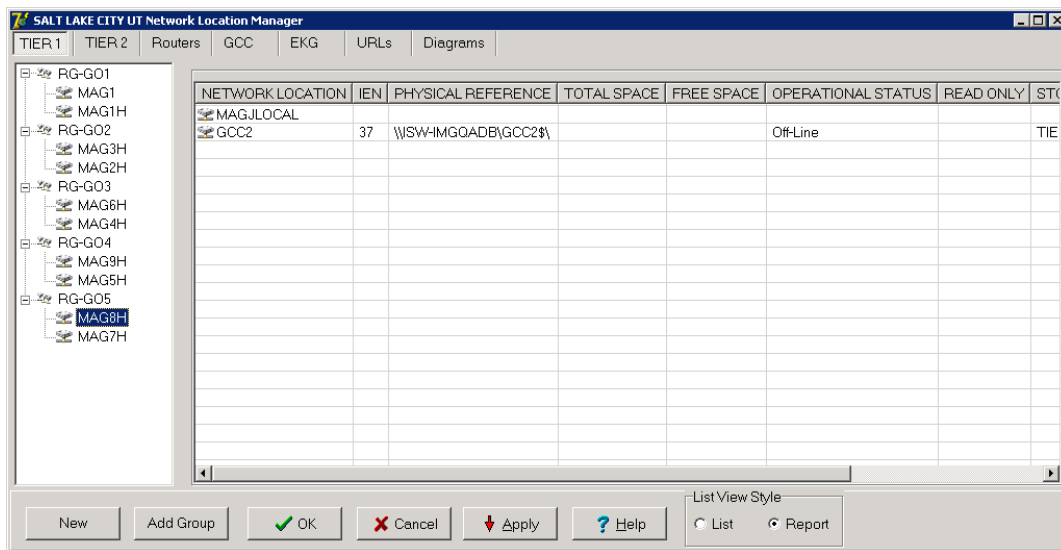 SALT LAKE CITY UT Network Location Manager
TIER 1 TIER 2 Routers GCC EKG URLs Diagrams
RG-GO1
MAG1
MAG1H
RG-GO2
MAG3H
MAG2H
RG-GO3
MAG6H
MAG4H
RG-GO4
MAG9H
MAG5H
RG-GO5
MAG8H
MAG7H
NETWORK LOCATION IEN PHYSICAL REFERENCE TOTAL SPACE FREE SPACE OPERATIONAL STATUS READ ONLY STO
MAGJLOCAL
GCC2 37 \\ISW-IMGQADB\GCC2$\ Off-Line TIE
New Add Group OK Cancel Apply Help
List View Style
List Report